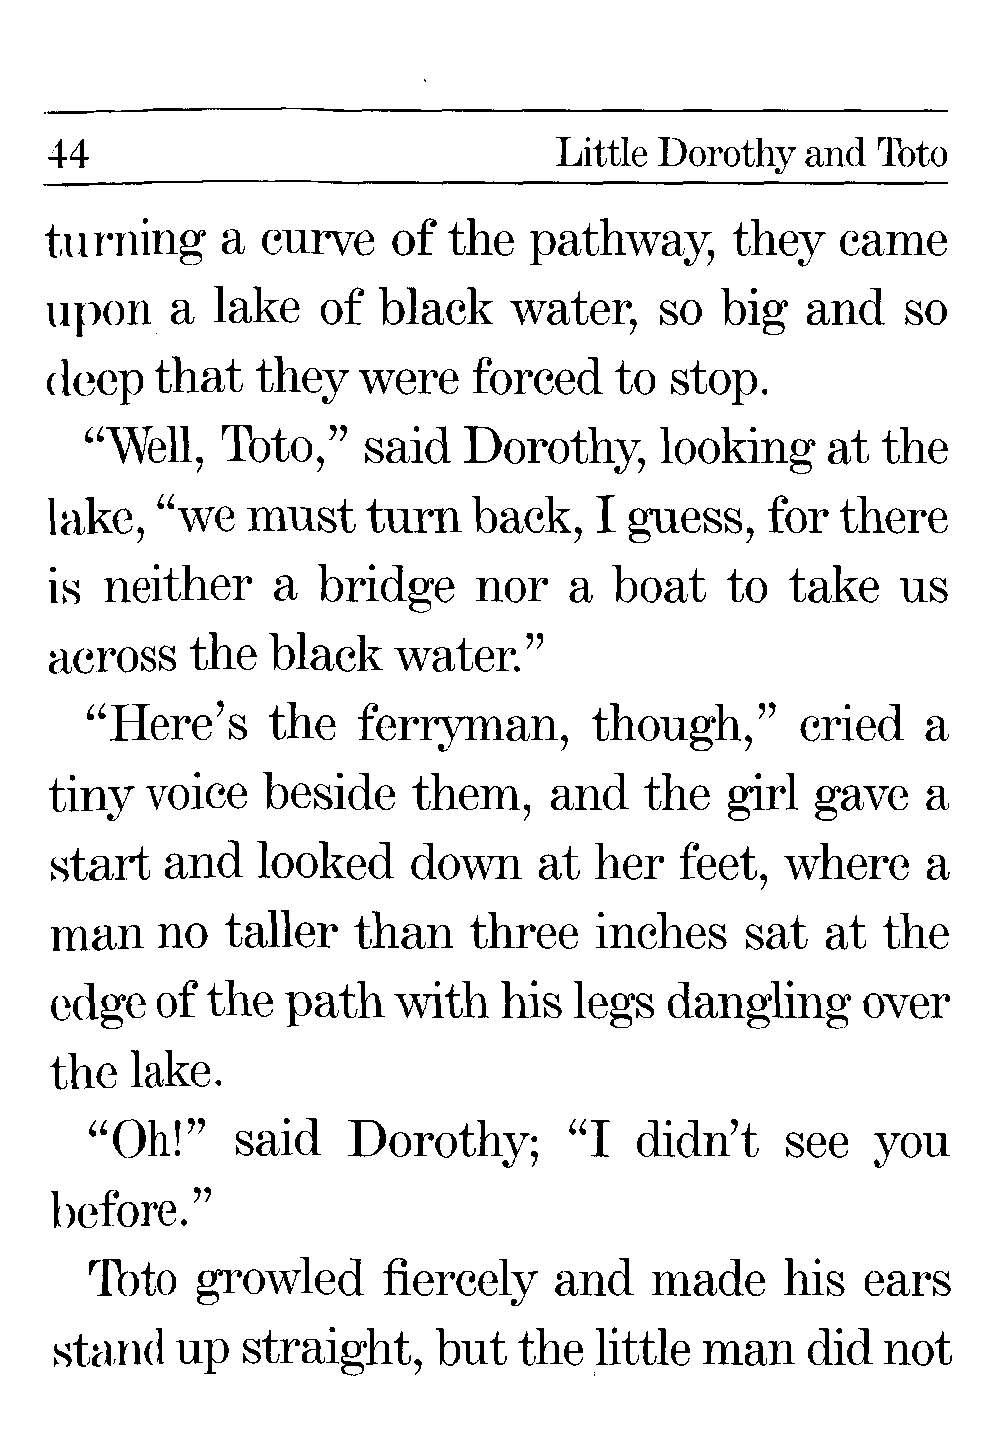 44 Little Dorothy and Toto
turning a curve of the pathway, they came
upon a lake of black water, so big and so
deep that they were forced to stop.
“Well, Toto,” said Dorothy, looking at the
lake, “we must turn back, I guess, for there
is neither a bridge nor a boat to take us
across the black water.”
“Here’s the ferryman, though,” cried a
tiny voice beside them, and the girl gave a
start and looked down at her feet, where a
man no taller than three inches sat at the
edge of the path with his legs dangling over
the lake.
“Oh!” said Dorothy; “I didn’t see you
before.”
Toto growled fiercely and made his ears
stand up straight, but the little man did not